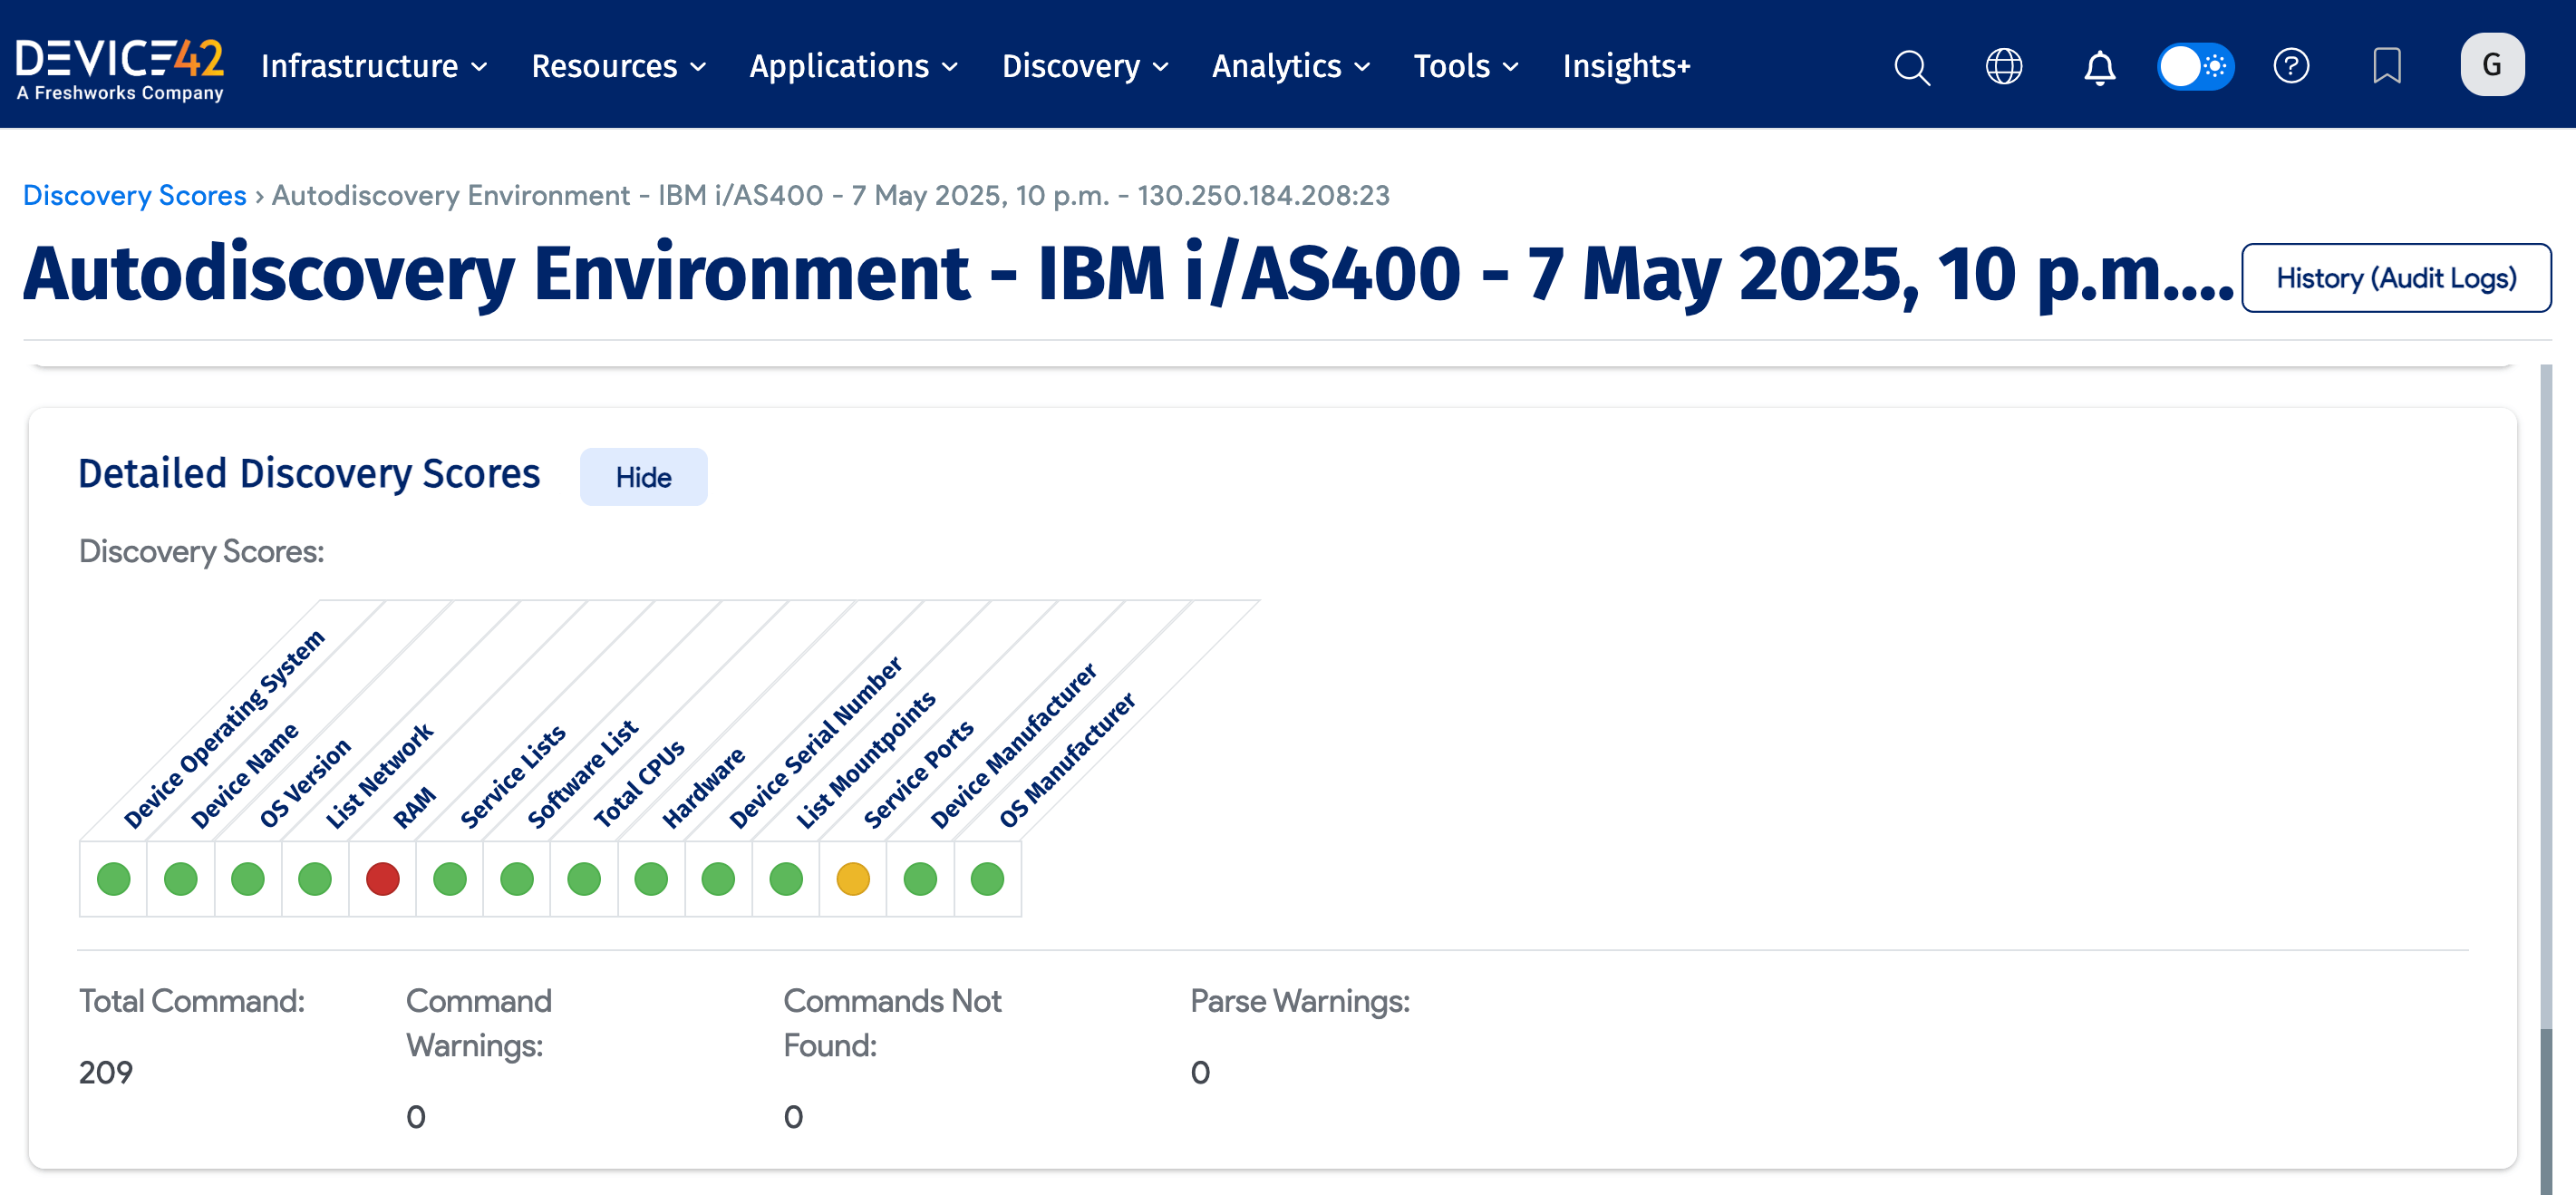 DEVICE42
A Freshworks Company
Infrastructure Resources Applications Discovery Analytics Tools Insights+
G
Discovery Scores › Autodiscovery Environment - IBM i/AS400 - 7 May 2025, 10 p.m. - 130.250.184.208:23
Autodiscovery Environment - IBM i/AS400 - 7 May 2025, 10 p.m....
History (Audit Logs)
Detailed Discovery Scores
Hide
Discovery Scores:
Device Operating System
Device Name
OS Version
List Network
RAM
Service Lists
Software List
Total CPUs
Hardware
Device Serial Number
List Mountpoints
Service Ports
Device Manufacturer
OS Manufacturer
Total Command:
209
Command
Warnings:
0
Commands Not
Found:
0
Parse Warnings:
0